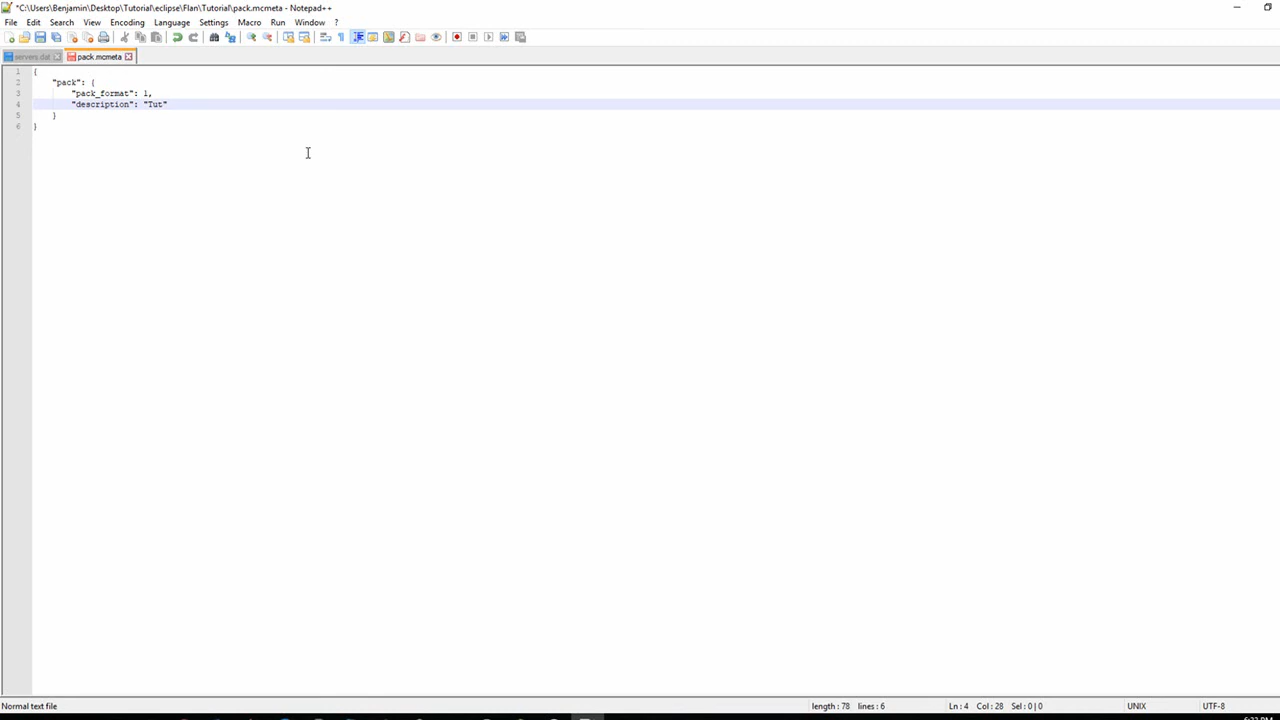 *C:\Users\Benjamin\Desktop\Tutorial\eclipse\Flan\Tutorial\pack.mcmeta - Notepad++
File Edit Search View Encoding Language Settings Macro Run Window ?
servers.dat pack.mcmeta
1 {
2 "pack": {
3 "pack_format": 1,
4 "description": "Tut"
5 }
6 }
Normal text file length : 78 lines : 6 Ln : 4 Col : 28 Sel : 0 | 0 UNIX UTF-8